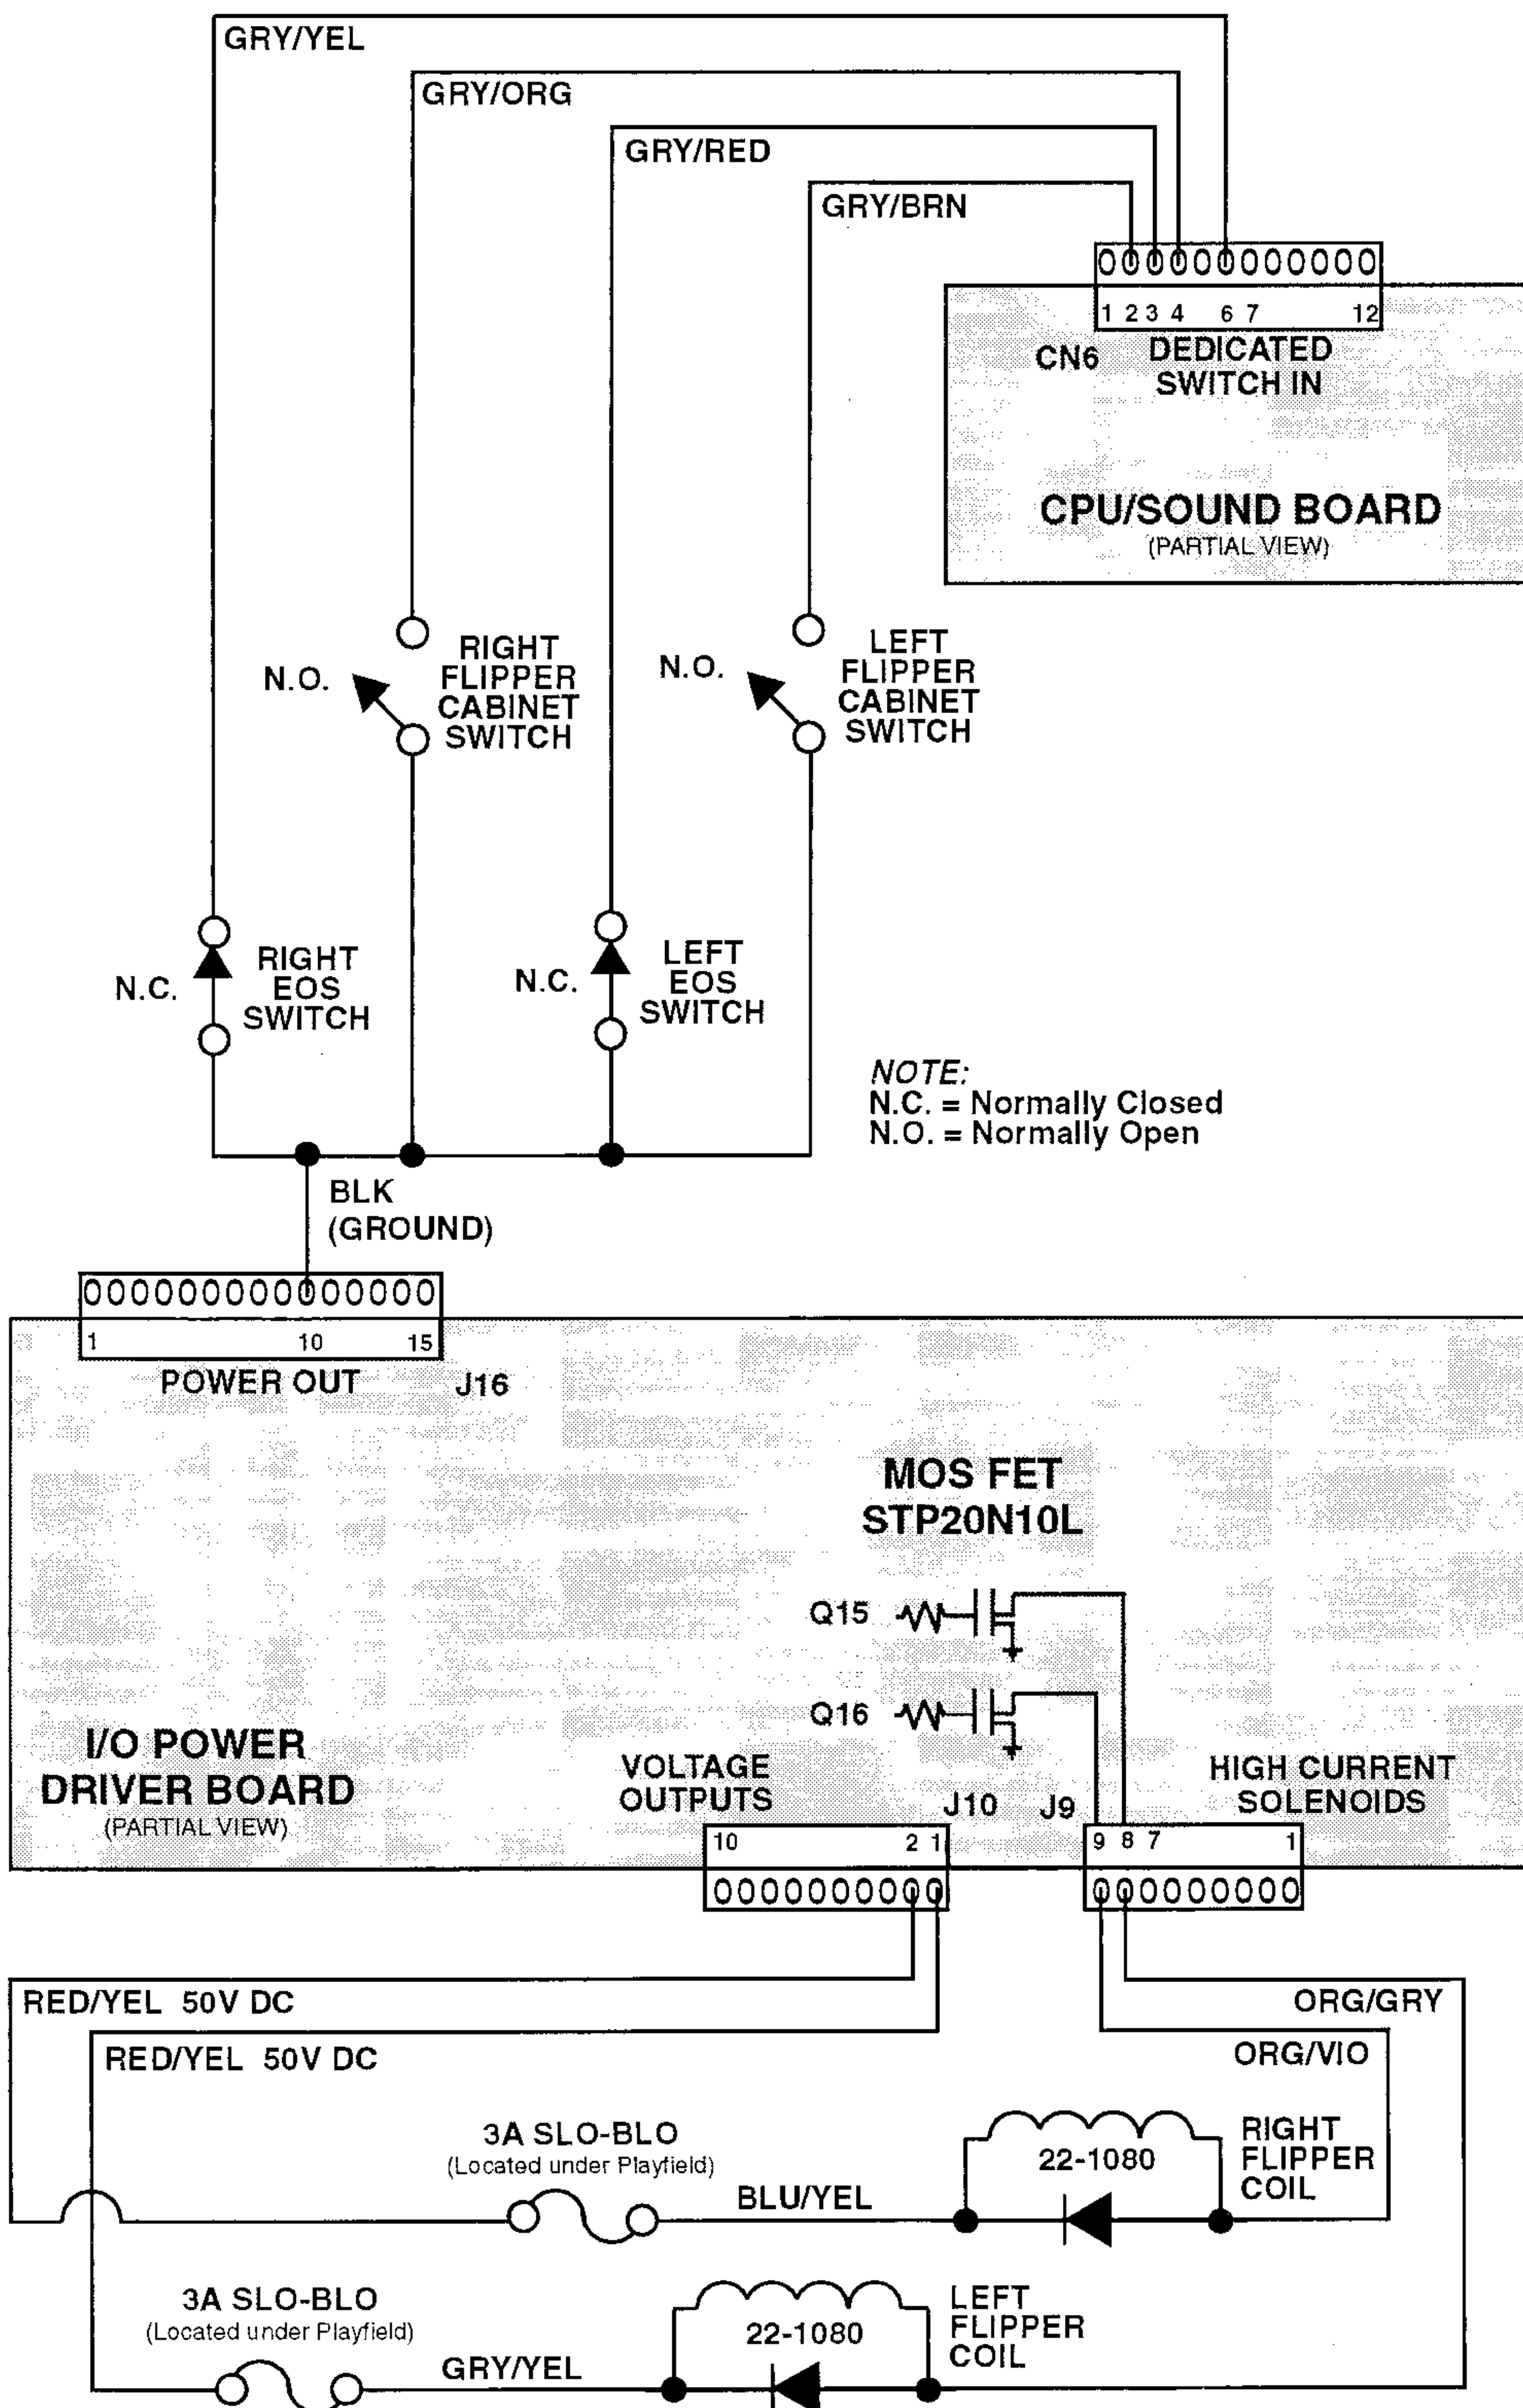 GRY/YEL
GRY/ORG
GRY/RED
GRY/BRN
1 2 3 4 6 7 12
CN6
DEDICATED
SWITCH IN
CPU/SOUND BOARD
(PARTIAL VIEW)
N.O.
RIGHT
FLIPPER
CABINET
SWITCH
N.O.
LEFT
FLIPPER
CABINET
SWITCH
N.C.
RIGHT
EOS
SWITCH
N.C.
LEFT
EOS
SWITCH
NOTE:
N.C. = Normally Closed
N.O. = Normally Open
BLK
(GROUND)
1 10 15
POWER OUT
J16
MOS FET
STP20N10L
Q15
Q16
I/O POWER
DRIVER BOARD
(PARTIAL VIEW)
VOLTAGE
OUTPUTS
J10
J9
HIGH CURRENT
SOLENOIDS
10 2 1
9 8 7 1
RED/YEL 50V DC
RED/YEL 50V DC
ORG/GRY
ORG/VIO
3A SLO-BLO
(Located under Playfield)
BLU/YEL
22-1080
RIGHT
FLIPPER
COIL
3A SLO-BLO
(Located under Playfield)
GRY/YEL
22-1080
LEFT
FLIPPER
COIL